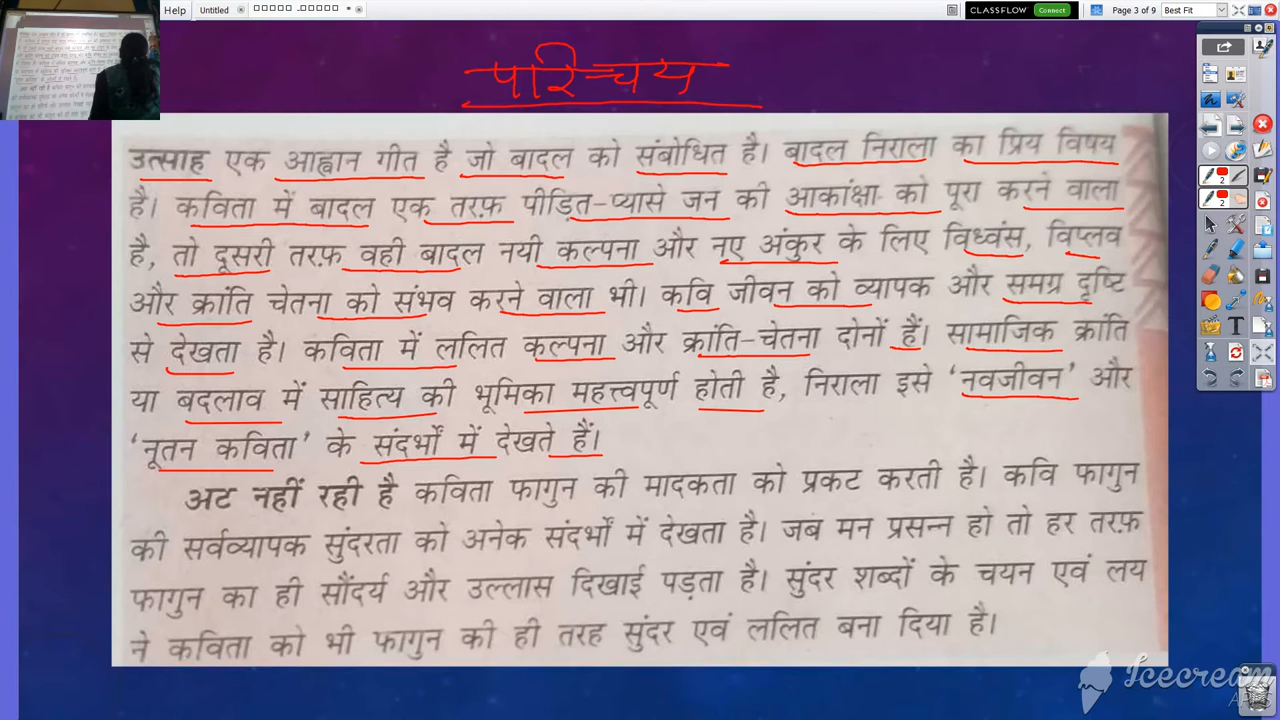 Help
Untitled
CLASSFLOW Connect
Page 3 of 9
Best Fit
परिचय
उत्साह एक आह्वान गीत है जो बादल को संबोधित है। बादल निराला का प्रिय विषय
है। कविता में बादल एक तरफ़ पीड़ित-प्यासे जन की आकांक्षा को पूरा करने वाला
है, तो दूसरी तरफ़ वही बादल नयी कल्पना और नए अंकुर के लिए विध्वंस, विप्लव
और क्रांति चेतना को संभव करने वाला भी। कवि जीवन को व्यापक और समग्र दृष्टि
से देखता है। कविता में ललित कल्पना और क्रांति-चेतना दोनों हैं। सामाजिक क्रांति
या बदलाव में साहित्य की भूमिका महत्त्वपूर्ण होती है, निराला इसे ‘नवजीवन’ और
‘नूतन कविता’ के संदर्भों में देखते हैं।
अट नहीं रही है कविता फागुन की मादकता को प्रकट करती है। कवि फागुन
की सर्वव्यापक सुंदरता को अनेक संदर्भों में देखता है। जब मन प्रसन्न हो तो हर तरफ़
फागुन का ही सौंदर्य और उल्लास दिखाई पड़ता है। सुंदर शब्दों के चयन एवं लय
ने कविता को भी फागुन की ही तरह सुंदर एवं ललित बना दिया है।
2
2
T
Icecream
APPS